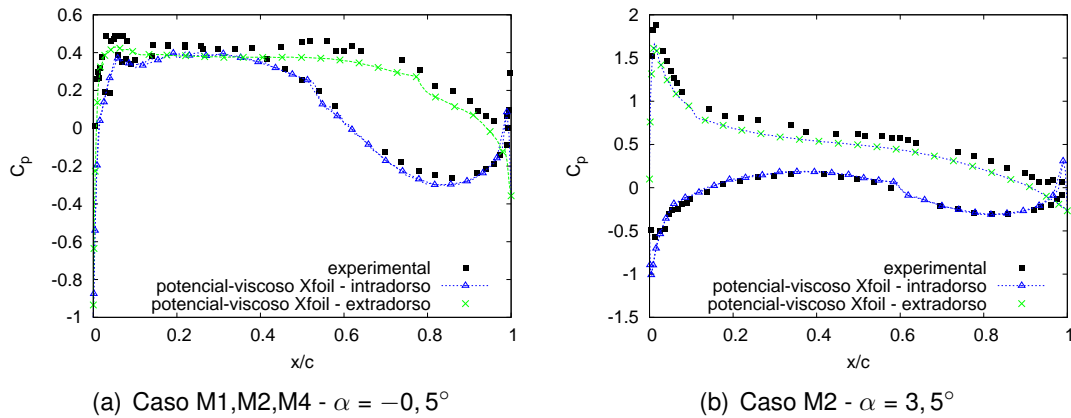 0.6
0.4
0.2
0
-0.2
-0.4
-0.6
-0.8
-1
0
0.2
0.4
0.6
0.8
1
C_p
x/c
experimental
potencial-viscoso Xfoil - intradorso
potencial-viscoso Xfoil - extradorso
(a) Caso M1,M2,M4 - α = −0, 5°
2
1.5
1
0.5
0
-0.5
-1
-1.5
0
0.2
0.4
0.6
0.8
1
C_p
x/c
experimental
potencial-viscoso Xfoil - intradorso
potencial-viscoso Xfoil - extradorso
(b) Caso M2 - α = 3, 5°